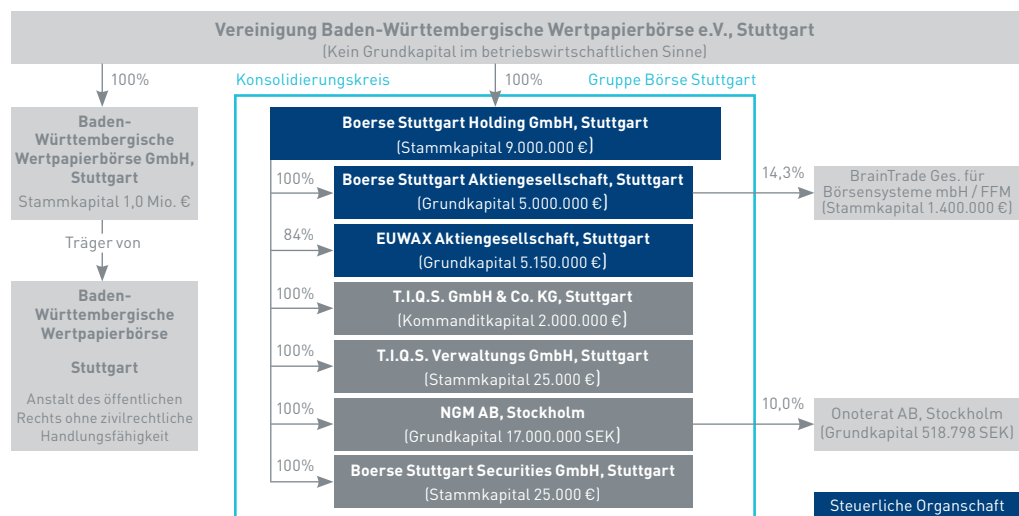 Vereinigung Baden-Württembergische Wertpapierbörse e.V., Stuttgart
(Kein Grundkapital im betriebswirtschaftlichen Sinne)
100%
Konsolidierungskreis
100%
Gruppe Börse Stuttgart
Baden-
Württembergische
Wertpapierbörse GmbH,
Stuttgart
Stammkapital 1,0 Mio. €
Träger von
Baden-
Württembergische
Wertpapierbörse
Stuttgart
Anstalt des öffentlichen
Rechts ohne zivilrechtliche
Handlungsfähigkeit
Boerse Stuttgart Holding GmbH, Stuttgart
(Stammkapital 9.000.000 €)
100%
Boerse Stuttgart Aktiengesellschaft, Stuttgart
(Grundkapital 5.000.000 €)
14,3%
BrainTrade Ges. für
Börsensysteme mbH / FFM
(Stammkapital 1.400.000 €)
84%
EUWAX Aktiengesellschaft, Stuttgart
(Grundkapital 5.150.000 €)
100%
T.I.Q.S. GmbH & Co. KG, Stuttgart
(Kommanditkapital 2.000.000 €)
100%
T.I.Q.S. Verwaltungs GmbH, Stuttgart
(Stammkapital 25.000 €)
100%
NGM AB, Stockholm
(Grundkapital 17.000.000 SEK)
10,0%
Onoterat AB, Stockholm
(Grundkapital 518.798 SEK)
100%
Boerse Stuttgart Securities GmbH, Stuttgart
(Stammkapital 25.000 €)
Steuerliche Organschaft